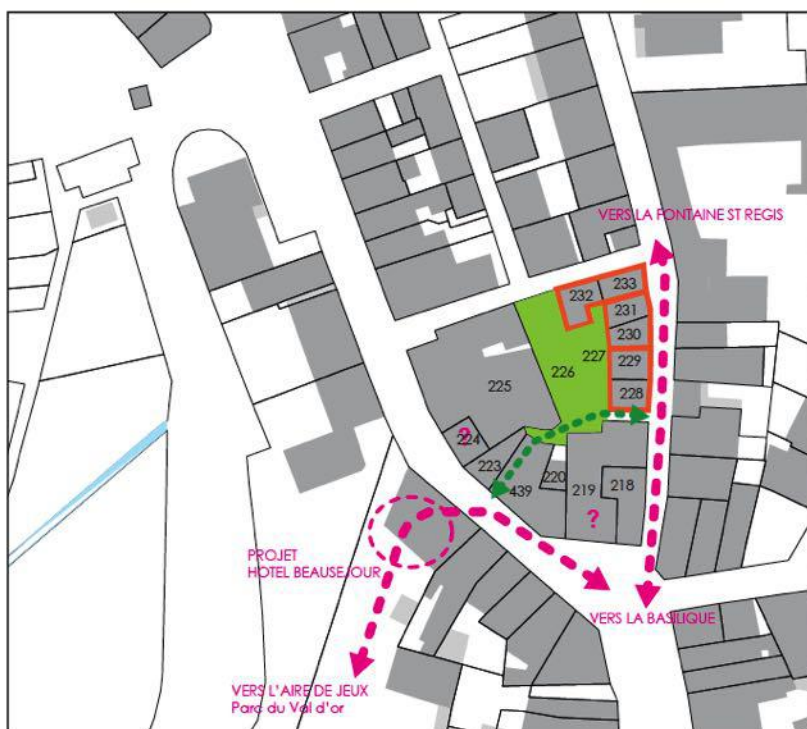 VERS LA FONTAINE ST REGIS
233
232
231
230
227
229
226
225
228
?
224
223
220
439
219
218
?
PROJET
HOTEL BEAUSEJOUR
VERS LA BASILIQUE
VERS L'AIRE DE JEUX
Parc du Val d'or